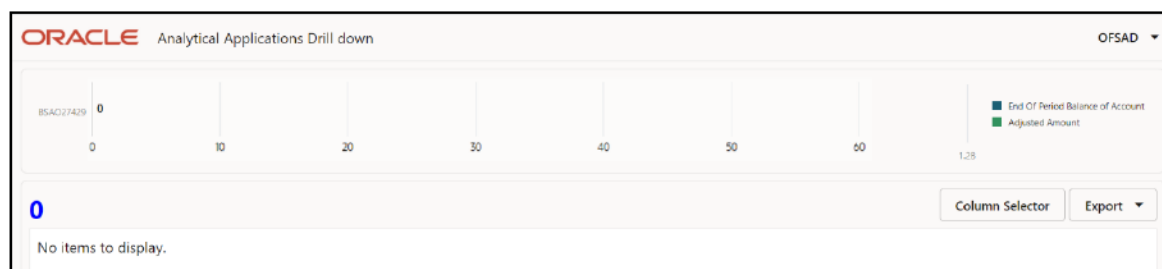 ORACLE Analytical Applications Drill down OFSAD
BSAO27429 0
End Of Period Balance of Account
Adjusted Amount
0 10 20 30 40 50 60 1.2B
0 Column Selector Export
No items to display.